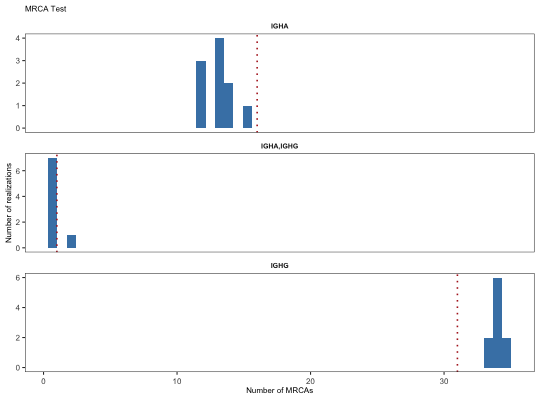 MRCA Test
IGHA
4
3
2
1
0
IGHA,IGHG
6
4
2
0
Number of realizations
IGHG
6
4
2
0
0 10 20 30
Number of MRCAs